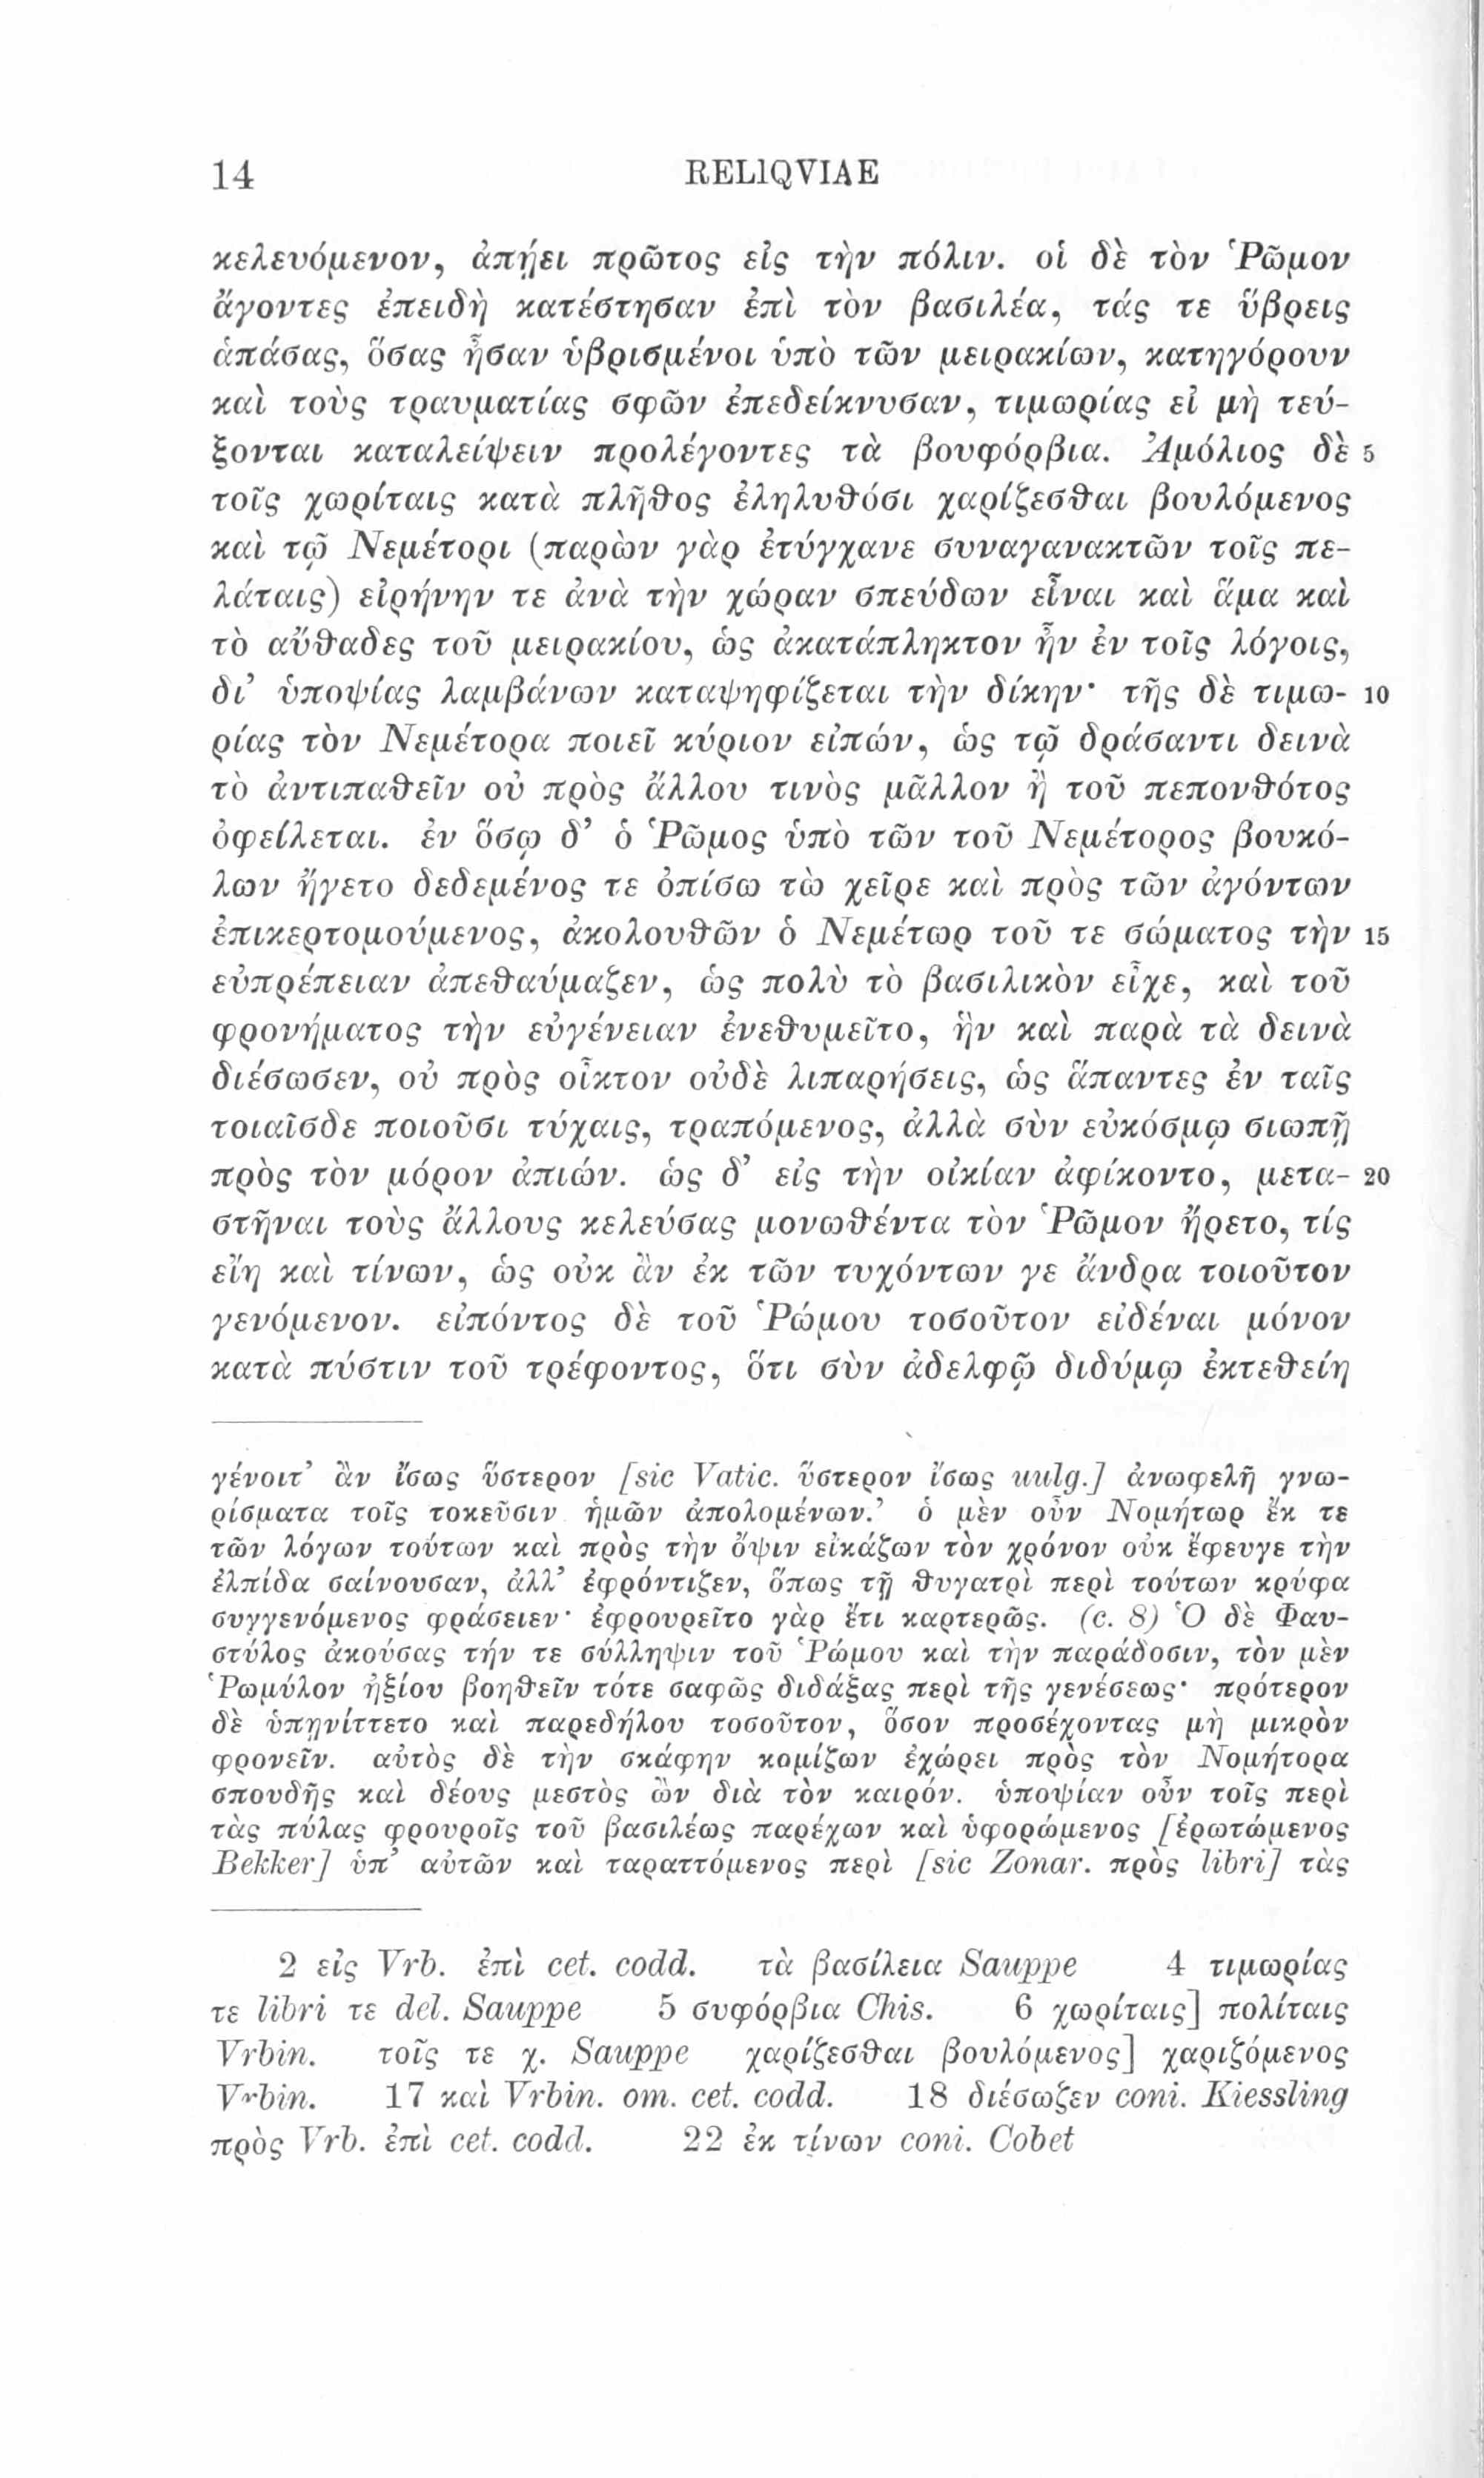 14 RELIQVIAE
κελευόμενον, ἀπῄει πρῶτος εἰς τὴν πόλιν. οἱ δὲ τὸν Ῥῶμον
ἄγοντες ἐπειδὴ κατέστησαν ἐπὶ τὸν βασιλέα, τάς τε ὕβρεις
ἁπάσας, ὅσας ἦσαν ὑβρισμένοι ὑπὸ τῶν μειρακίων, κατηγόρουν
καὶ τοὺς τραυματίας σφῶν ἐπεδείκνυσαν, τιμωρίας εἰ μὴ τεύ-
ξονται καταλείψειν προλέγοντες τὰ βουφόρβια. Ἀμόλιος δὲ 5
τοῖς χωρίταις κατὰ πλῆθος ἐληλυθόσι χαρίζεσθαι βουλόμενος
καὶ τῷ Νεμέτορι (παρὼν γὰρ ἐτύγχανε συναγανακτῶν τοῖς πε-
λάταις) εἰρήνην τε ἀνὰ τὴν χώραν σπεύδων εἶναι καὶ ἅμα καὶ
τὸ αὔθαδες τοῦ μειρακίου, ὡς ἀκατάπληκτον ἦν ἐν τοῖς λόγοις,
δι’ ὑποψίας λαμβάνων καταψηφίζεται τὴν δίκην· τῆς δὲ τιμω- 10
ρίας τὸν Νεμέτορα ποιεῖ κύριον εἰπών, ὡς τῷ δράσαντι δεινὰ
τὸ ἀντιπαθεῖν οὐ πρὸς ἄλλου τινὸς μᾶλλον ἢ τοῦ πεπονθότος
ὀφείλεται. ἐν ὅσῳ δ’ ὁ Ῥῶμος ὑπὸ τῶν τοῦ Νεμέτορος βουκό-
λων ἤγετο δεδεμένος τε ὀπίσω τὼ χεῖρε καὶ πρὸς τῶν ἀγόντων
ἐπικερτομούμενος, ἀκολουθῶν ὁ Νεμέτωρ τοῦ τε σώματος τὴν 15
εὐπρέπειαν ἀπεθαύμαζεν, ὡς πολὺ τὸ βασιλικὸν εἶχε, καὶ τοῦ
φρονήματος τὴν εὐγένειαν ἐνεθυμεῖτο, ἣν καὶ παρὰ τὰ δεινὰ
διέσωσεν, οὐ πρὸς οἶκτον οὐδὲ λιπαρήσεις, ὡς ἅπαντες ἐν ταῖς
τοιαῖσδε ποιοῦσι τύχαις, τραπόμενος, ἀλλὰ σὺν εὐκόσμῳ σιωπῇ
πρὸς τὸν μόρον ἀπιών. ὡς δ’ εἰς τὴν οἰκίαν ἀφίκοντο, μετα- 20
στῆναι τοὺς ἄλλους κελεύσας μονωθέντα τὸν Ῥῶμον ἤρετο, τίς
εἴη καὶ τίνων, ὡς οὐκ ἂν ἐκ τῶν τυχόντων γε ἄνδρα τοιοῦτον
γενόμενον. εἰπόντος δὲ τοῦ Ῥώμου τοσοῦτον εἰδέναι μόνον
κατὰ πύστιν τοῦ τρέφοντος, ὅτι σὺν ἀδελφῷ διδύμῳ ἐκτεθείη
γένοιτ’ ἂν ἴσως ὕστερον [sic Vatic. ὕστερον ἴσως uulg.] ἀνωφελῆ γνω-
ρίσματα τοῖς τοκεῦσιν ἡμῶν ἀπολομένων.’ ὁ μὲν οὖν Νομήτωρ ἔκ τε
τῶν λόγων τούτων καὶ πρὸς τὴν ὄψιν εἰκάζων τὸν χρόνον οὐκ ἔφευγε τὴν
ἐλπίδα σαίνουσαν, ἀλλ’ ἐφρόντιζεν, ὅπως τῇ θυγατρὶ περὶ τούτων κρύφα
συγγενόμενος φράσειεν· ἐφρουρεῖτο γὰρ ἔτι καρτερῶς. (c. 8) Ὁ δὲ Φαυ-
στύλος ἀκούσας τήν τε σύλληψιν τοῦ Ῥώμου καὶ τὴν παράδοσιν, τὸν μὲν
Ῥωμύλον ἠξίου βοηθεῖν τότε σαφῶς διδάξας περὶ τῆς γενέσεως· πρότερον
δὲ ὑπῃνίττετο καὶ παρεδήλου τοσοῦτον, ὅσον προσέχοντας μὴ μικρὸν
φρονεῖν. αὐτὸς δὲ τὴν σκάφην κομίζων ἐχώρει πρὸς τὸν Νομήτορα
σπουδῆς καὶ δέους μεστὸς ὢν διὰ τὸν καιρόν. ὑποψίαν οὖν τοῖς περὶ
τὰς πύλας φρουροῖς τοῦ βασιλέως παρέχων καὶ ὑφορώμενος [ἐρωτώμενος
Bekker] ὑπ’ αὐτῶν καὶ ταραττόμενος περὶ [sic Zonar. πρὸς libri] τὰς
2 εἰς Vrb. ἐπὶ cet. codd. τὰ βασίλεια Sauppe 4 τιμωρίας
τε libri τε del. Sauppe 5 συφόρβια Chis. 6 χωρίταις] πολίταις
Vrbin. τοῖς τε χ. Sauppe χαρίζεσθαι βουλόμενος] χαριζόμενος
Vrbin. 17 καὶ Vrbin. om. cet. codd. 18 διέσωζεν coni. Kiessling
πρὸς Vrb. ἐπὶ cet. codd. 22 ἐκ τίνων coni. Cobet